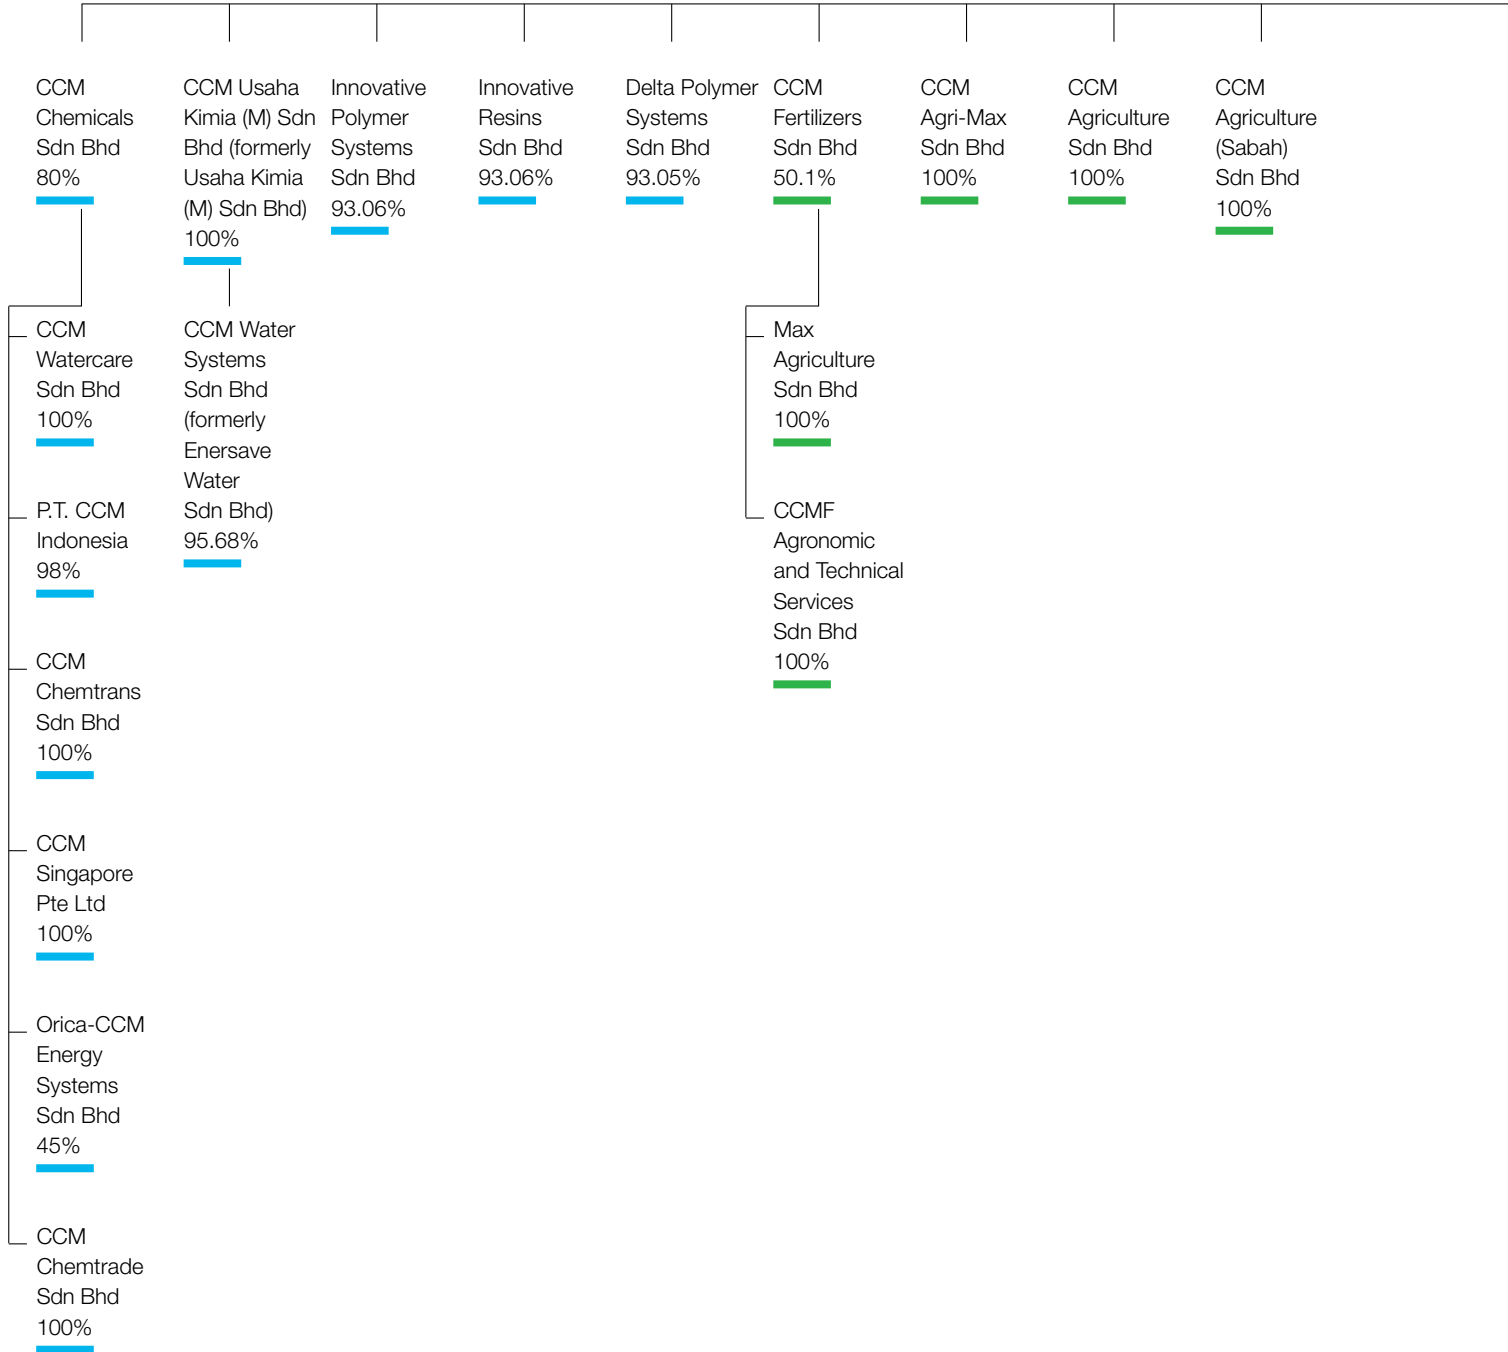 CCM
Chemicals
Sdn Bhd
80%
CCM Usaha
Kimia (M) Sdn
Bhd (formerly
Usaha Kimia
(M) Sdn Bhd)
100%
Innovative
Polymer
Systems
Sdn Bhd
93.06%
Innovative
Resins
Sdn Bhd
93.06%
Delta Polymer
Systems
Sdn Bhd
93.05%
CCM
Fertilizers
Sdn Bhd
50.1%
CCM
Agri-Max
Sdn Bhd
100%
CCM
Agriculture
Sdn Bhd
100%
CCM
Agriculture
(Sabah)
Sdn Bhd
100%
CCM
Watercare
Sdn Bhd
100%
P.T. CCM
Indonesia
98%
CCM
Chemtrans
Sdn Bhd
100%
CCM
Singapore
Pte Ltd
100%
Orica-CCM
Energy
Systems
Sdn Bhd
45%
CCM
Chemtrade
Sdn Bhd
100%
CCM Water
Systems
Sdn Bhd
(formerly
Enersave
Water
Sdn Bhd)
95.68%
Max
Agriculture
Sdn Bhd
100%
CCMF
Agronomic
and Technical
Services
Sdn Bhd
100%